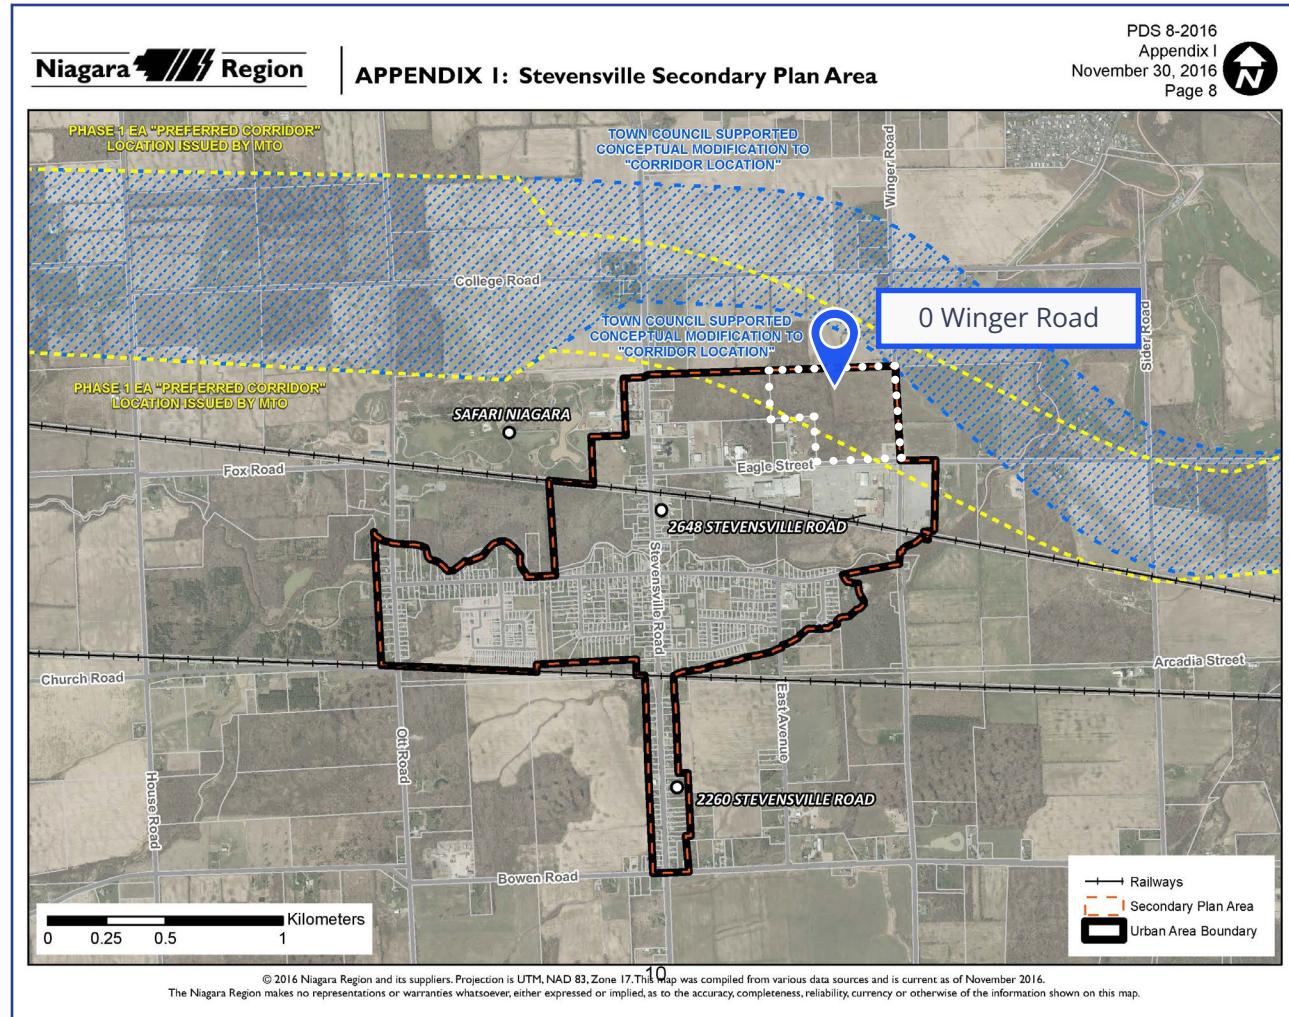 PDS 8-2016
Appendix I
November 30, 2016
Page 8
N
Niagara Region
APPENDIX 1: Stevensville Secondary Plan Area
PHASE 1 EA "PREFERRED CORRIDOR"
LOCATION ISSUED BY MTO
TOWN COUNCIL SUPPORTED
CONCEPTUAL MODIFICATION TO
"CORRIDOR LOCATION"
Winger Road
College Road
0 Winger Road
TOWN COUNCIL SUPPORTED
CONCEPTUAL MODIFICATION TO
"CORRIDOR LOCATION"
Sider Road
PHASE 1 EA "PREFERRED CORRIDOR"
LOCATION ISSUED BY MTO
SAFARI NIAGARA
Fox Road
Eagle Street
2648 STEVENSVILLE ROAD
Stevensville Road
Church Road
Arcadia Street
East Avenue
Ott Road
House Road
2260 STEVENSVILLE ROAD
Bowen Road
Railways
Secondary Plan Area
Urban Area Boundary
Kilometers
0 0.25 0.5 1
10
© 2016 Niagara Region and its suppliers. Projection is UTM, NAD 83, Zone 17. This map was compiled from various data sources and is current as of November 2016.
The Niagara Region makes no representations or warranties whatsoever, either expressed or implied, as to the accuracy, completeness, reliability, currency or otherwise of the information shown on this map.